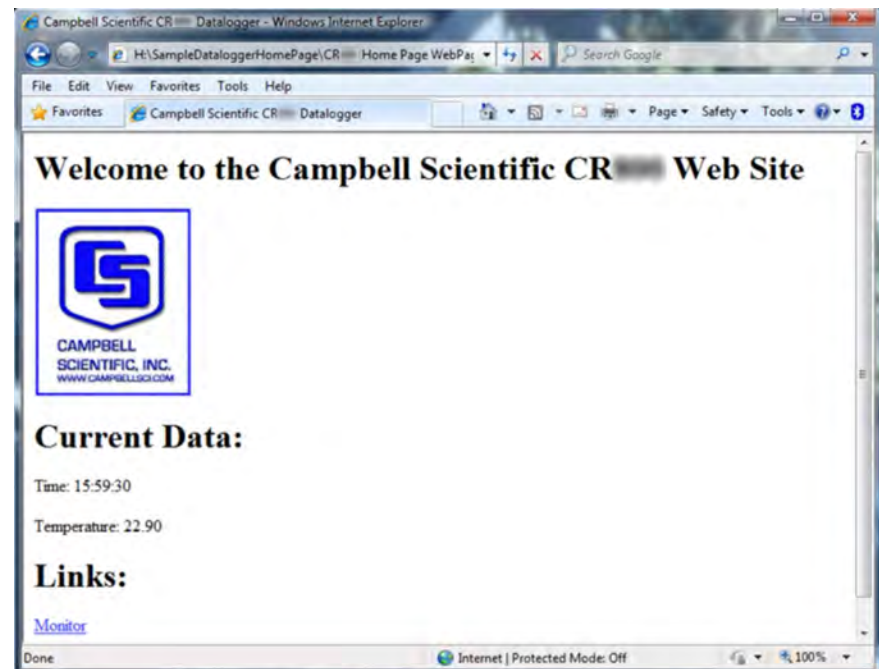 Campbell Scientific CR Datalogger - Windows Internet Explorer
H:\SampleDataloggerHomePage\CR Home Page WebPag Search Google
File Edit View Favorites Tools Help
Favorites Campbell Scientific CR Datalogger Page Safety Tools
Welcome to the Campbell Scientific CR Web Site
CAMPBELL
SCIENTIFIC, INC.
WWW.CAMPBELLSCI.COM
Current Data:
Time: 15:59:30
Temperature: 22.90
Links:
Monitor
Done Internet | Protected Mode: Off 100%